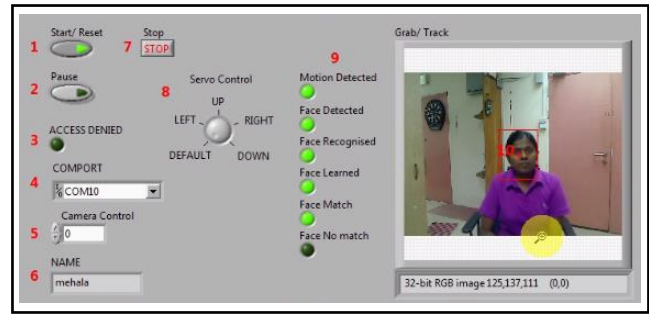 Start/ Reset
1
Stop
7 STOP
Pause
2
3 ACCESS DENIED
COMPORT
4 COM10
Camera Control
5 0
NAME
6 mehala
8 Servo Control
UP
LEFT RIGHT
DEFAULT DOWN
9
Motion Detected
Face Detected
Face Recognised
Face Learned
Face Match
Face No match
Grab/ Track
10
32-bit RGB image 125,137,111 (0,0)